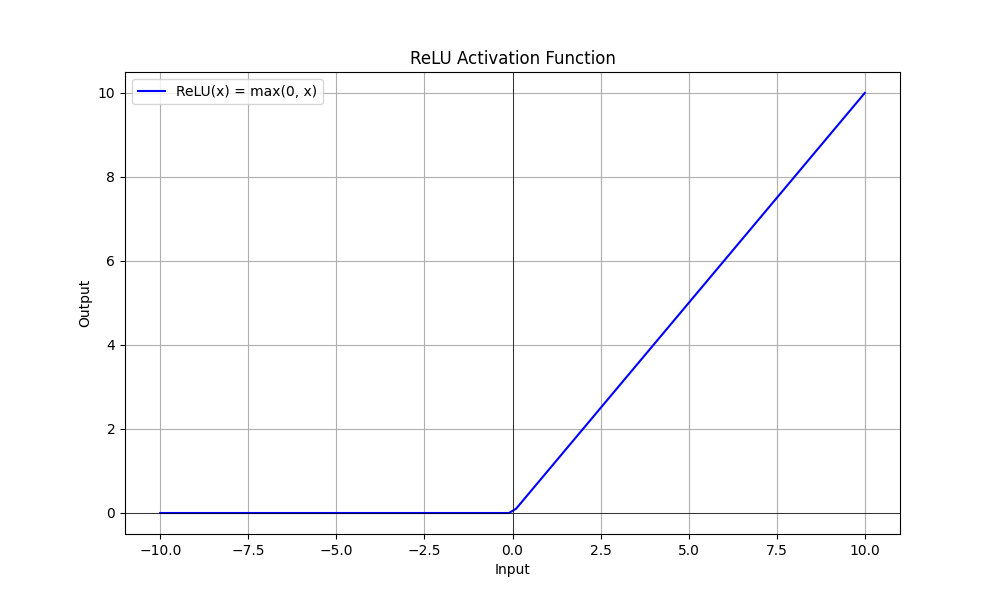 ReLU Activation Function
ReLU(x) = max(0, x)
10
8
6
4
2
0
Output
−10.0 −7.5 −5.0 −2.5 0.0 2.5 5.0 7.5 10.0
Input